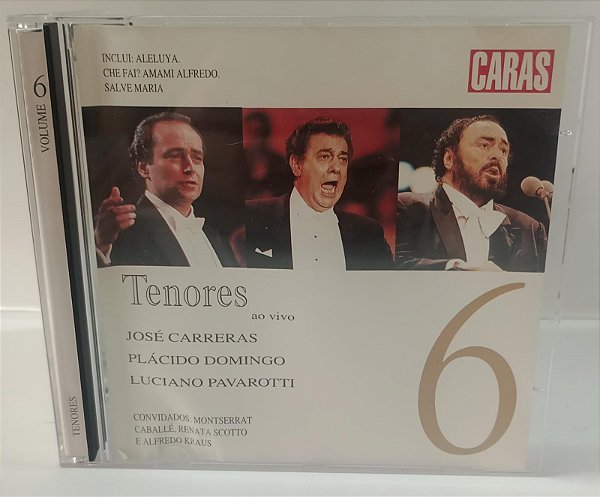 INCLUI: ALELUYA.
CHE FAI? AMAMI ALFREDO.
SALVE MARIA
CARAS
VOLUME 6
Tenores
ao vivo
JOSÉ CARRERAS
PLÁCIDO DOMINGO
LUCIANO PAVAROTTI
6
CONVIDADOS: MONTSERRAT
CABALLÉ. RENATA SCOTTO
E ALFREDO KRAUS
TENORES